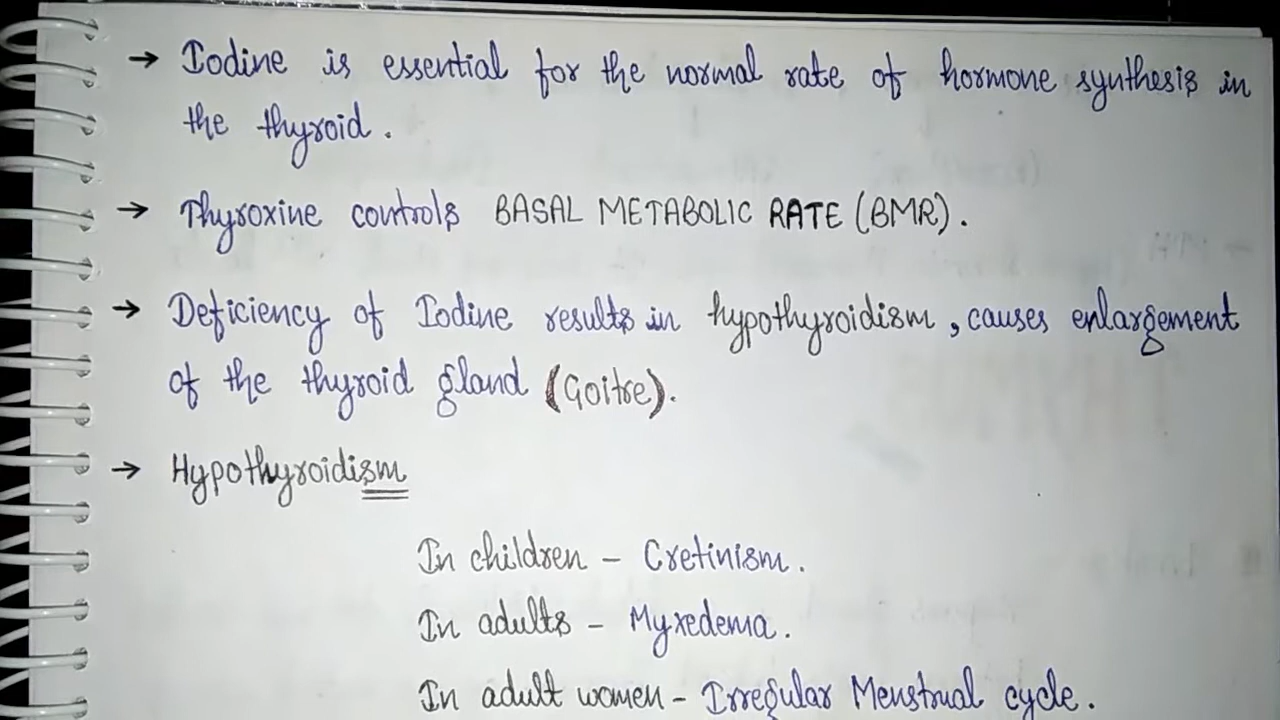 → Iodine is essential for the normal rate of hormone synthesis in
the thyroid.
→ Thyroxine controls BASAL METABOLIC RATE (BMR).
→ Deficiency of Iodine results in hypothyroidism, causes enlargement
of the thyroid gland (Goitre).
→ Hypothyroidism
In children - Cretinism.
In adults - Myxedema.
In adult women - Irregular Menstrual cycle.